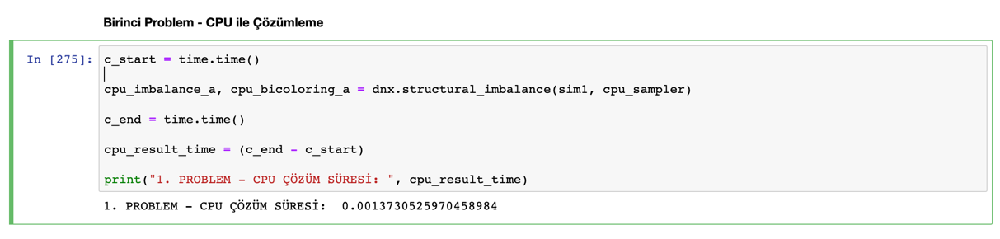 Birinci Problem - CPU ile Çözümleme
In [275]: c_start = time.time()
cpu_imbalance_a, cpu_bicoloring_a = dnx.structural_imbalance(sim1, cpu_sampler)
c_end = time.time()
cpu_result_time = (c_end - c_start)
print("1. PROBLEM - CPU ÇÖZÜM SÜRESİ: ", cpu_result_time)
1. PROBLEM - CPU ÇÖZÜM SÜRESİ:  0.0013730525970458984